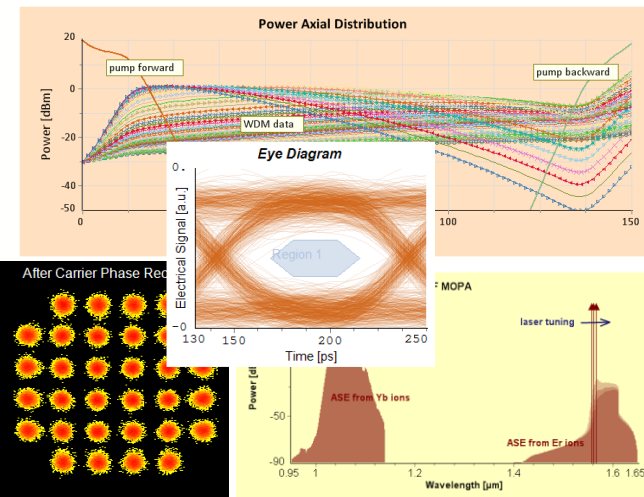 Power Axial Distribution
20
0
-20
-40
-50
Power [dBm]
pump forward
WDM data
pump backward
0
100
150
Eye Diagram
0.
Electrical Signal [a.u.]
Region 1
~0
130
150
200
250
Time [ps]
After Carrier Phase Rec
MOPA
laser tuning
Power [d
-50
-90
ASE from Yb ions
ASE from Er ions
0.95
1
1.2
1.4
1.6
1.65
Wavelength [µm]